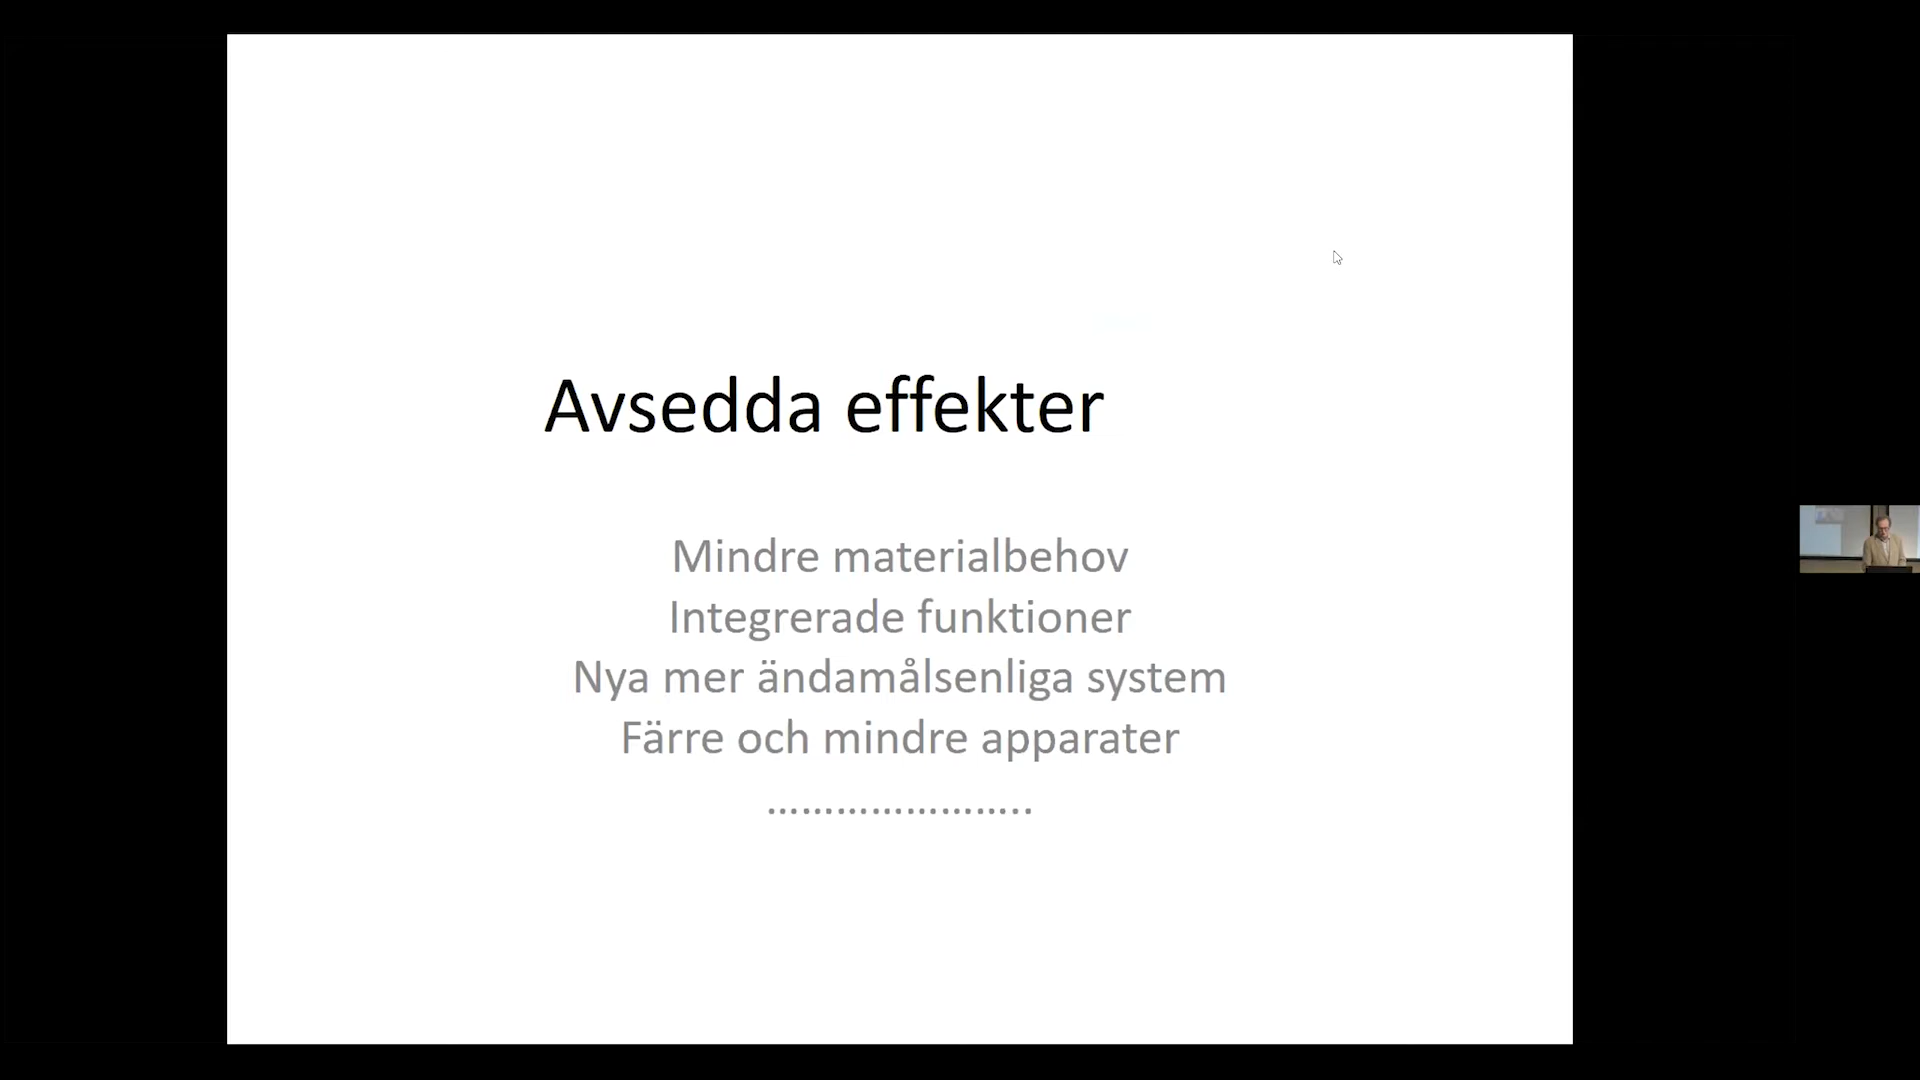 Avsedda effekter
Mindre materialbehov
Integrerade funktioner
Nya mer ändamålsenliga system
Färre och mindre apparater
…………………..